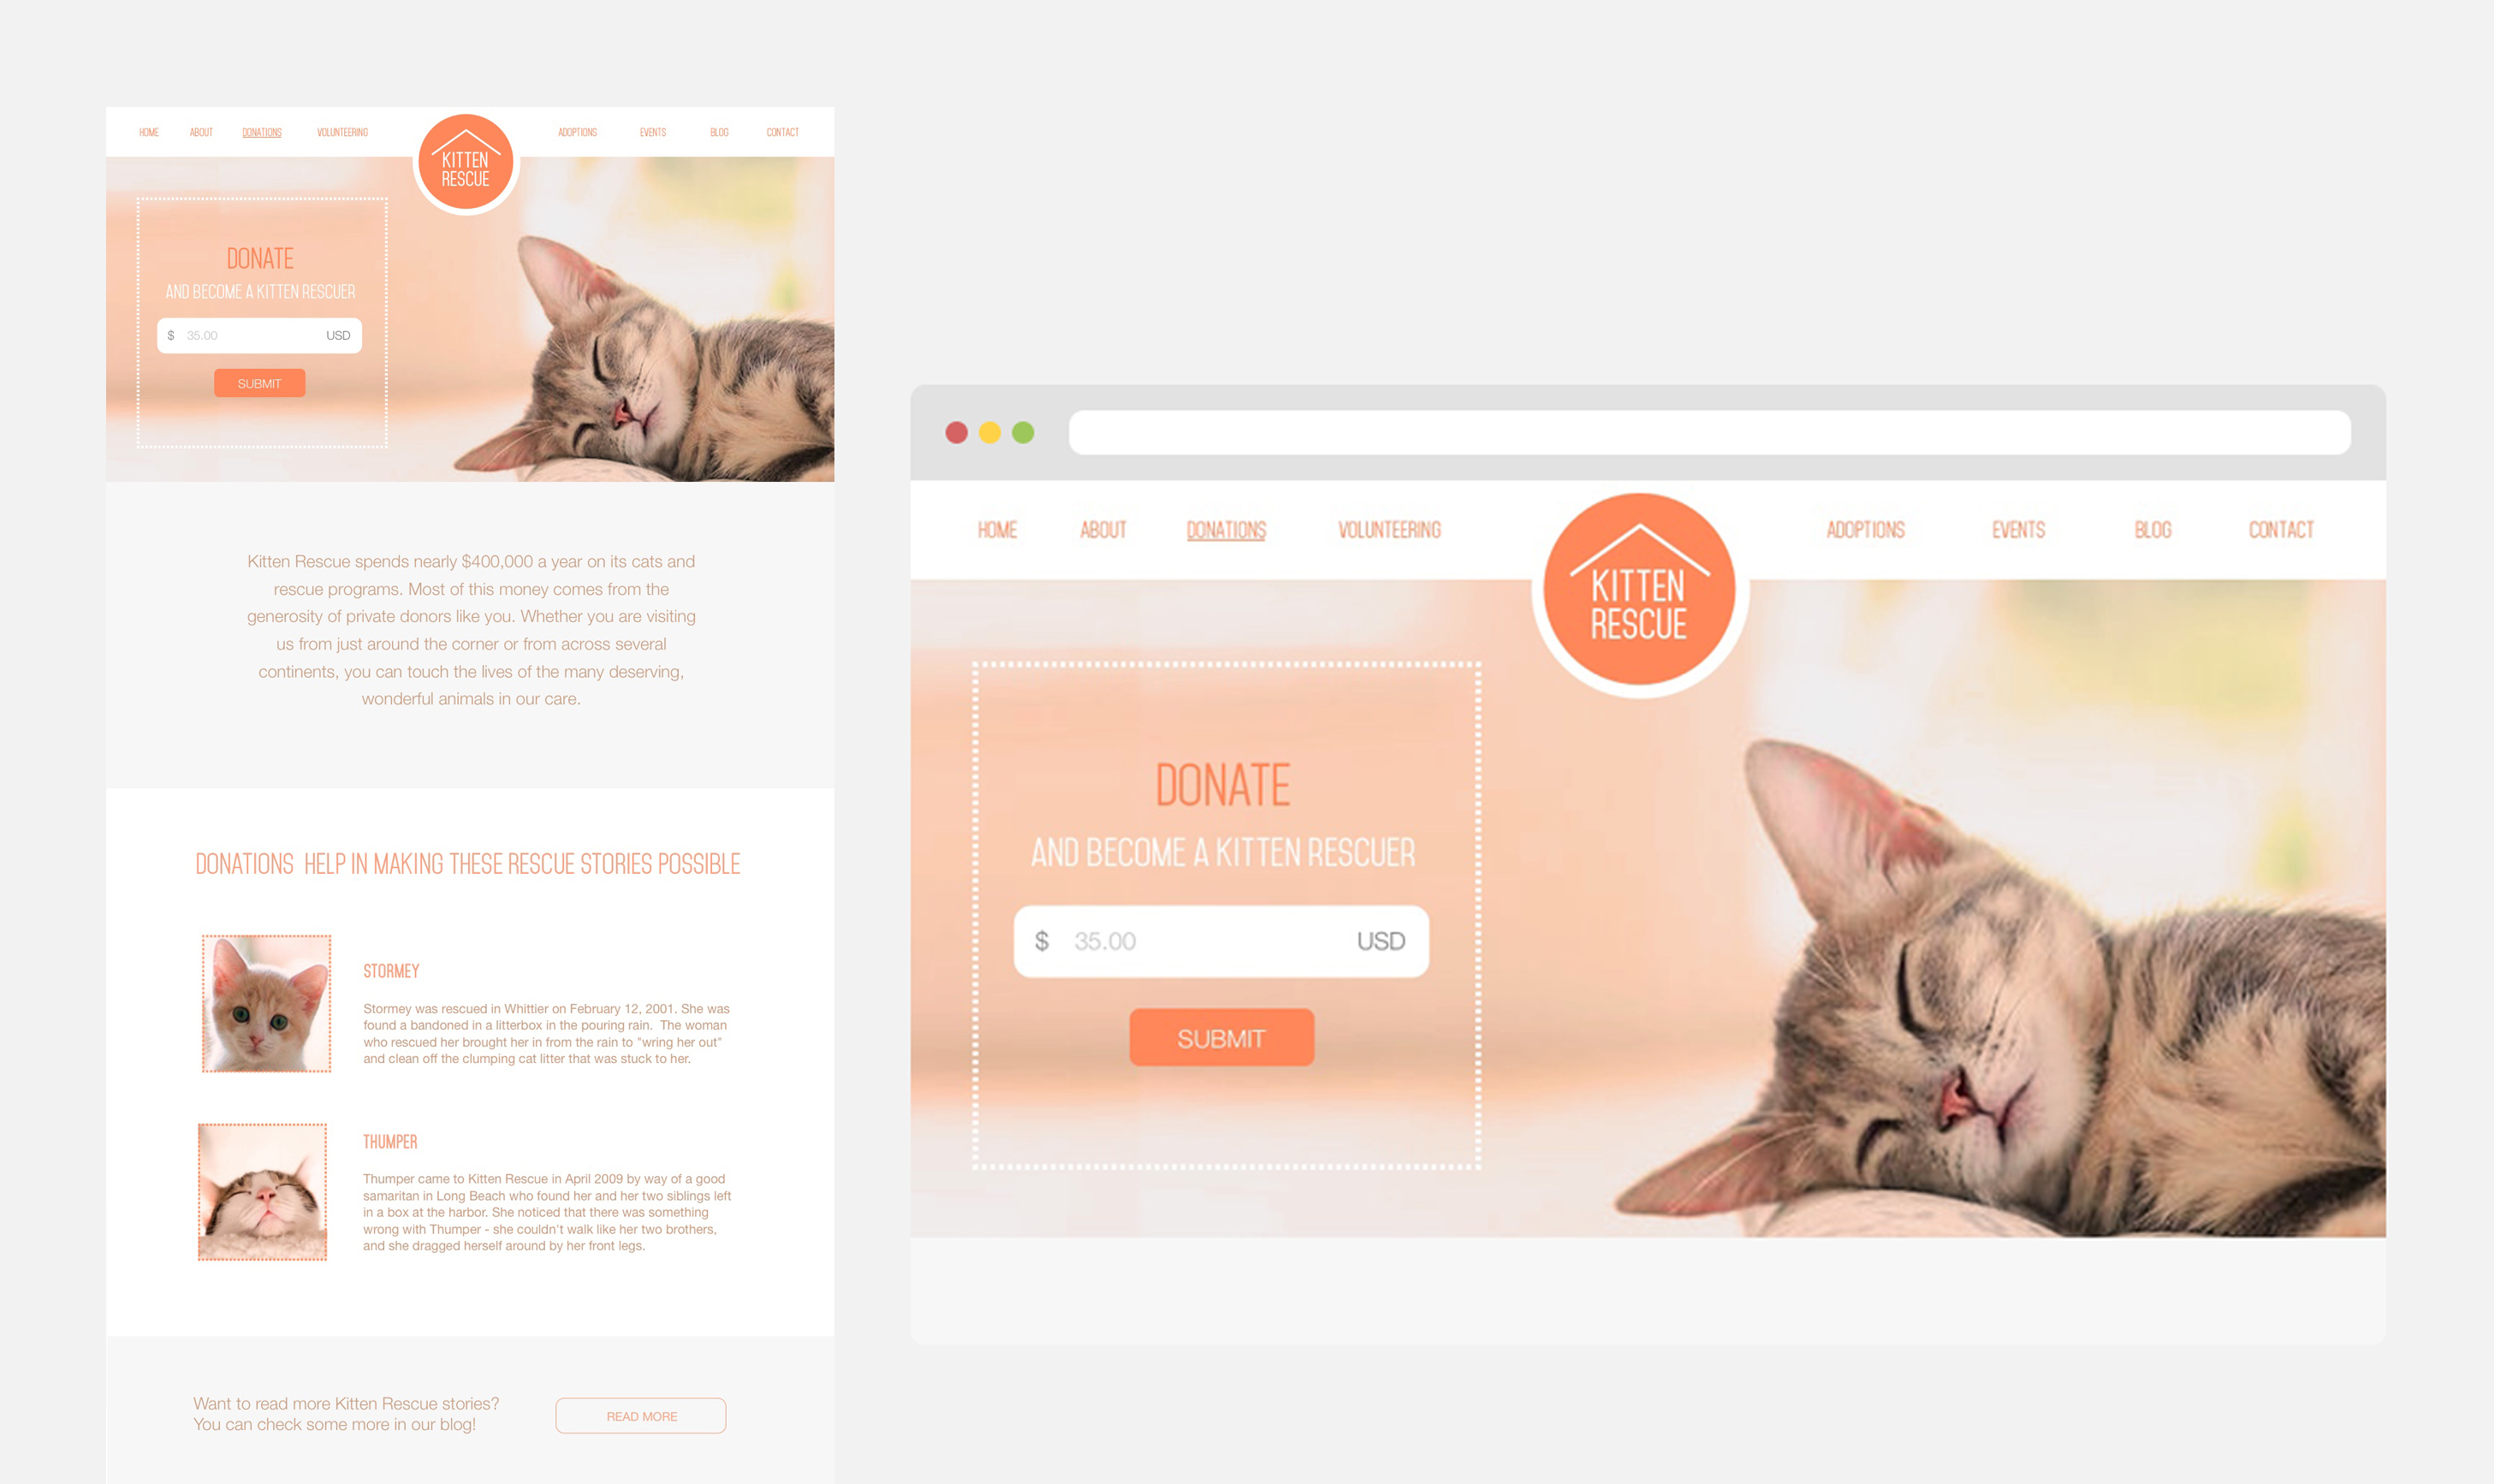 HOME ABOUT DONATIONS VOLUNTEERING KITTEN RESCUE ADOPTIONS EVENTS BLOG CONTACT
DONATE
AND BECOME A KITTEN RESCUER
$ 35.00 USD
SUBMIT
Kitten Rescue spends nearly $400,000 a year on its cats and
rescue programs. Most of this money comes from the
generosity of private donors like you. Whether you are visiting
us from just around the corner or from across several
continents, you can touch the lives of the many deserving,
wonderful animals in our care.
DONATIONS  HELP IN MAKING THESE RESCUE STORIES POSSIBLE
STORMEY
Stormey was rescued in Whittier on February 12, 2001. She was
found a bandoned in a litterbox in the pouring rain.  The woman
who rescued her brought her in from the rain to "wring her out"
and clean off the clumping cat litter that was stuck to her.
THUMPER
Thumper came to Kitten Rescue in April 2009 by way of a good
samaritan in Long Beach who found her and her two siblings left
in a box at the harbor. She noticed that there was something
wrong with Thumper - she couldn't walk like her two brothers,
and she dragged herself around by her front legs.
Want to read more Kitten Rescue stories?
You can check some more in our blog!
READ MORE
HOME ABOUT DONATIONS VOLUNTEERING ADOPTIONS EVENTS BLOG CONTACT
KITTEN
RESCUE
DONATE
AND BECOME A KITTEN RESCUER
$ 35.00 USD
SUBMIT